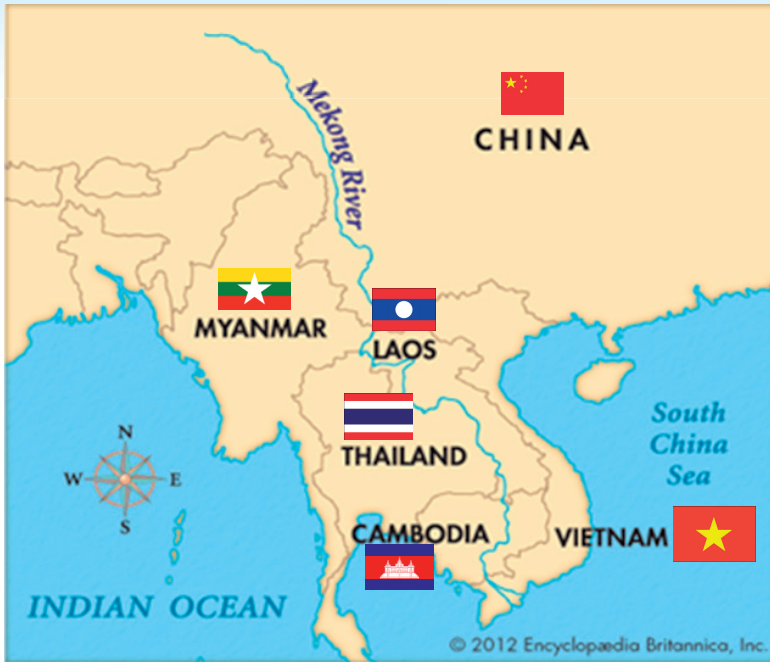 Mekong River
CHINA
MYANMAR
LAOS
South
China
Sea
N
W
E
S
THAILAND
CAMBODIA
VIETNAM
INDIAN OCEAN
© 2012 Encyclopædia Britannica, Inc.